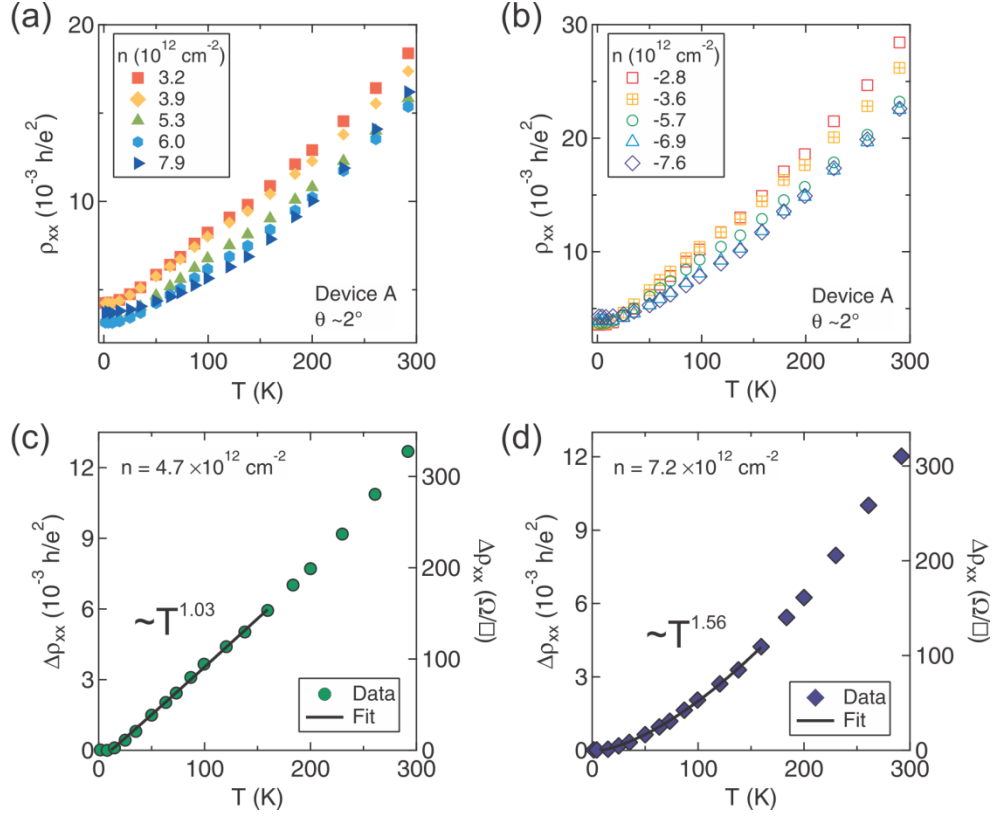 (a)
20
10
ρxx (10⁻³ h/e²)
n (10¹² cm⁻²)
3.2
3.9
5.3
6.0
7.9
Device A
θ ~2°
0
100
200
300
T (K)
(b)
40
30
20
10
ρxx (10⁻³ h/e²)
n (10¹² cm⁻²)
-2.8
-3.6
-5.7
-6.9
-7.6
Device A
θ ~2°
0
100
200
300
T (K)
(c)
12
9
6
3
0
Δρxx (10⁻³ h/e²)
n = 4.7 ×10¹² cm⁻²
~T¹·⁰³
Data
Fit
300
200
100
0
Δρxx (Ω/□)
0
100
200
300
T (K)
(d)
12
9
6
3
0
Δρxx (10⁻³ h/e²)
n = 7.2 ×10¹² cm⁻²
~T¹·⁵⁶
Data
Fit
300
200
100
0
Δρxx (Ω/□)
0
100
200
300
T (K)